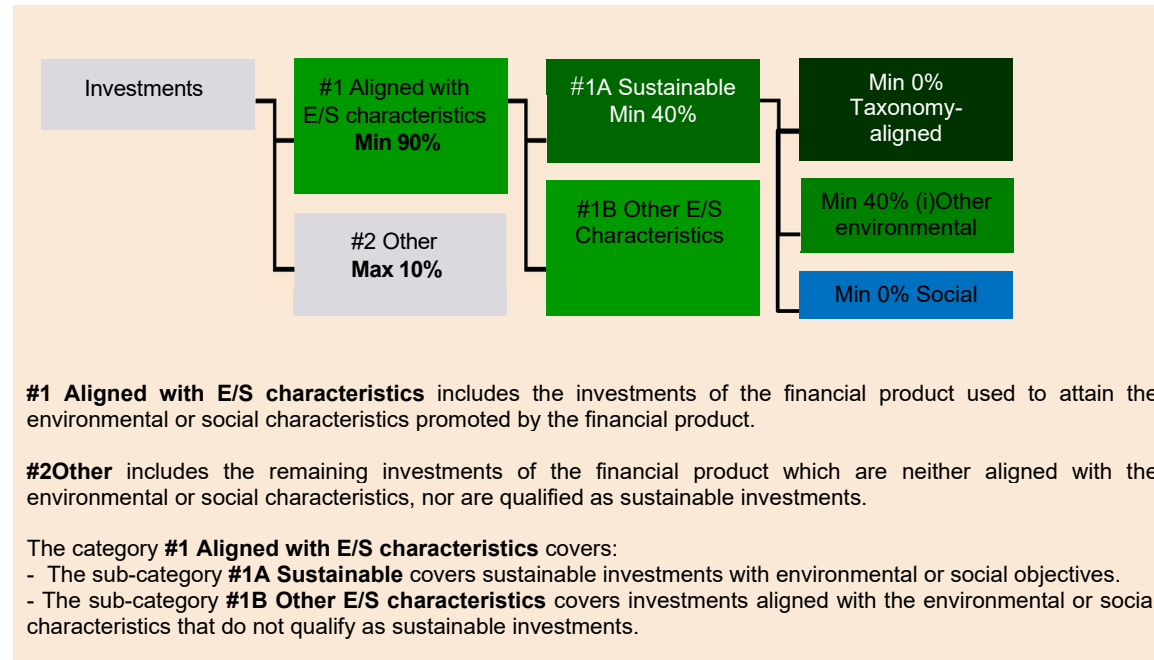 Investments
#1 Aligned with
E/S characteristics
Min 90%
#2 Other
Max 10%
#1A Sustainable
Min 40%
#1B Other E/S
Characteristics
Min 0%
Taxonomy-
aligned
Min 40% (i)Other
environmental
Min 0% Social
#1 Aligned with E/S characteristics includes the investments of the financial product used to attain the
environmental or social characteristics promoted by the financial product.
#2Other includes the remaining investments of the financial product which are neither aligned with the
environmental or social characteristics, nor are qualified as sustainable investments.
The category #1 Aligned with E/S characteristics covers:
- The sub-category #1A Sustainable covers sustainable investments with environmental or social objectives.
- The sub-category #1B Other E/S characteristics covers investments aligned with the environmental or social
characteristics that do not qualify as sustainable investments.